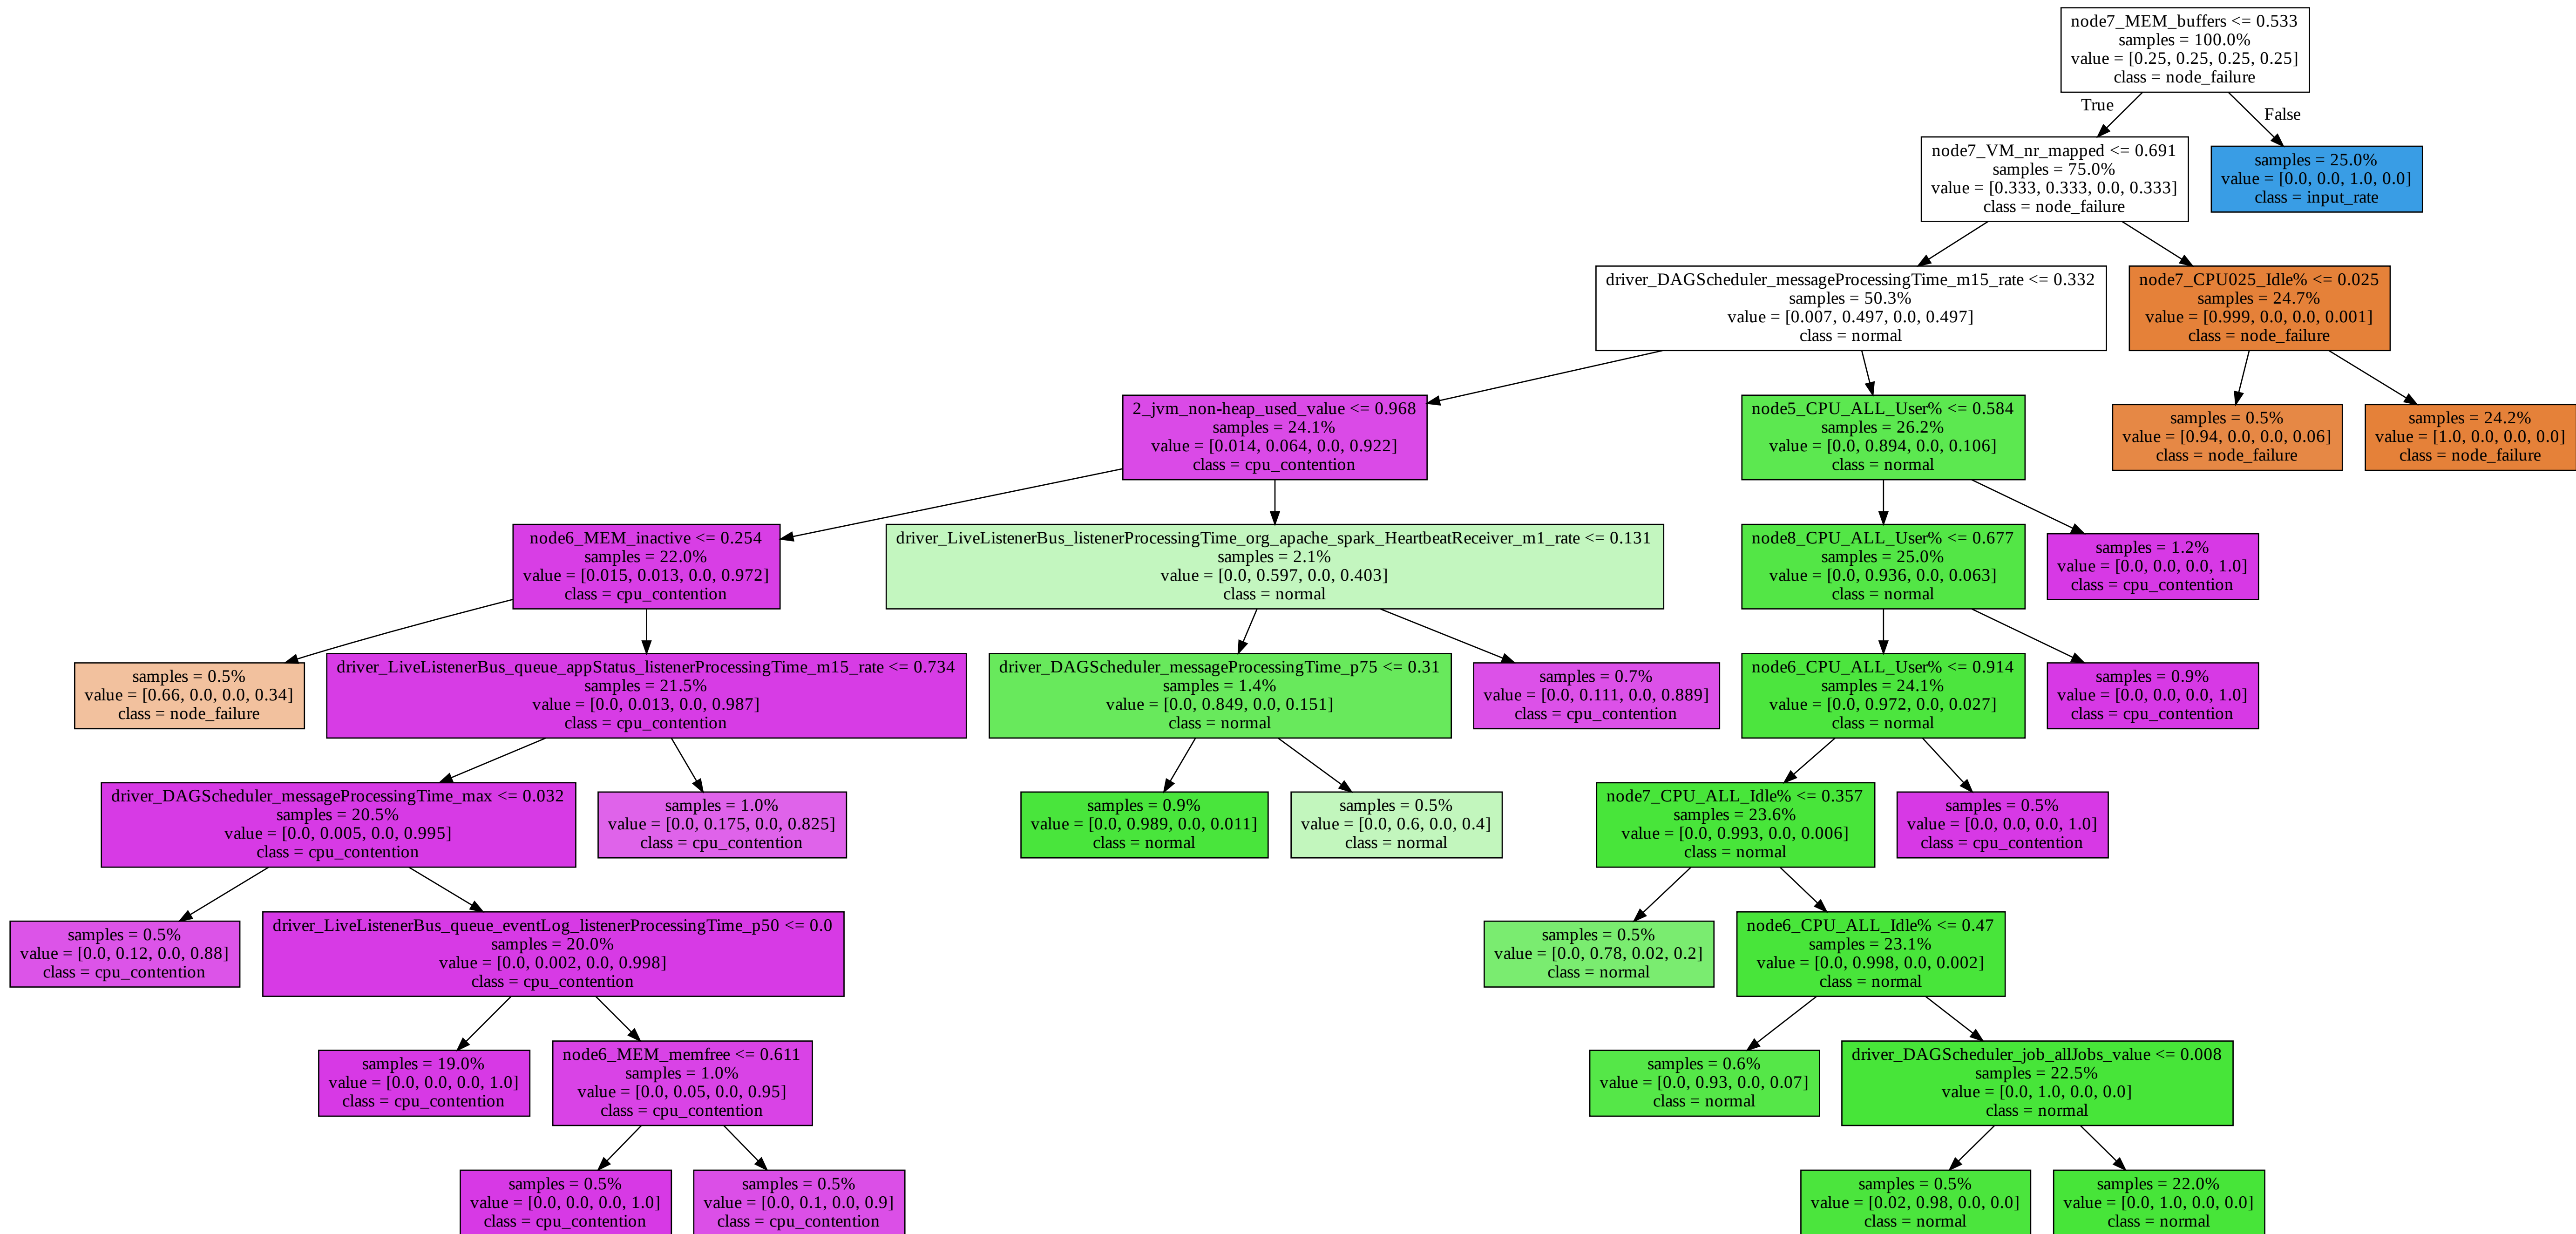 node7_MEM_buffers <= 0.533
samples = 100.0%
value = [0.25, 0.25, 0.25, 0.25]
class = node_failure
True
False
node7_VM_nr_mapped <= 0.691
samples = 75.0%
value = [0.333, 0.333, 0.0, 0.333]
class = node_failure
samples = 25.0%
value = [0.0, 0.0, 1.0, 0.0]
class = input_rate
driver_DAGScheduler_messageProcessingTime_m15_rate <= 0.332
samples = 50.3%
value = [0.007, 0.497, 0.0, 0.497]
class = normal
node7_CPU025_Idle% <= 0.025
samples = 24.7%
value = [0.999, 0.0, 0.0, 0.001]
class = node_failure
2_jvm_non-heap_used_value <= 0.968
samples = 24.1%
value = [0.014, 0.064, 0.0, 0.922]
class = cpu_contention
node5_CPU_ALL_User% <= 0.584
samples = 26.2%
value = [0.0, 0.894, 0.0, 0.106]
class = normal
samples = 0.5%
value = [0.94, 0.0, 0.0, 0.06]
class = node_failure
samples = 24.2%
value = [1.0, 0.0, 0.0, 0.0]
class = node_failure
node6_MEM_inactive <= 0.254
samples = 22.0%
value = [0.015, 0.013, 0.0, 0.972]
class = cpu_contention
driver_LiveListenerBus_listenerProcessingTime_org_apache_spark_HeartbeatReceiver_m1_rate <= 0.131
samples = 2.1%
value = [0.0, 0.597, 0.0, 0.403]
class = normal
node8_CPU_ALL_User% <= 0.677
samples = 25.0%
value = [0.0, 0.936, 0.0, 0.063]
class = normal
samples = 1.2%
value = [0.0, 0.0, 0.0, 1.0]
class = cpu_contention
samples = 0.5%
value = [0.66, 0.0, 0.0, 0.34]
class = node_failure
driver_LiveListenerBus_queue_appStatus_listenerProcessingTime_m15_rate <= 0.734
samples = 21.5%
value = [0.0, 0.013, 0.0, 0.987]
class = cpu_contention
driver_DAGScheduler_messageProcessingTime_p75 <= 0.31
samples = 1.4%
value = [0.0, 0.849, 0.0, 0.151]
class = normal
samples = 0.7%
value = [0.0, 0.111, 0.0, 0.889]
class = cpu_contention
node6_CPU_ALL_User% <= 0.914
samples = 24.1%
value = [0.0, 0.972, 0.0, 0.027]
class = normal
samples = 0.9%
value = [0.0, 0.0, 0.0, 1.0]
class = cpu_contention
driver_DAGScheduler_messageProcessingTime_max <= 0.032
samples = 20.5%
value = [0.0, 0.005, 0.0, 0.995]
class = cpu_contention
samples = 1.0%
value = [0.0, 0.175, 0.0, 0.825]
class = cpu_contention
samples = 0.9%
value = [0.0, 0.989, 0.0, 0.011]
class = normal
samples = 0.5%
value = [0.0, 0.6, 0.0, 0.4]
class = normal
node7_CPU_ALL_Idle% <= 0.357
samples = 23.6%
value = [0.0, 0.993, 0.0, 0.006]
class = normal
samples = 0.5%
value = [0.0, 0.0, 0.0, 1.0]
class = cpu_contention
samples = 0.5%
value = [0.0, 0.12, 0.0, 0.88]
class = cpu_contention
driver_LiveListenerBus_queue_eventLog_listenerProcessingTime_p50 <= 0.0
samples = 20.0%
value = [0.0, 0.002, 0.0, 0.998]
class = cpu_contention
samples = 0.5%
value = [0.0, 0.78, 0.02, 0.2]
class = normal
node6_CPU_ALL_Idle% <= 0.47
samples = 23.1%
value = [0.0, 0.998, 0.0, 0.002]
class = normal
samples = 19.0%
value = [0.0, 0.0, 0.0, 1.0]
class = cpu_contention
node6_MEM_memfree <= 0.611
samples = 1.0%
value = [0.0, 0.05, 0.0, 0.95]
class = cpu_contention
samples = 0.6%
value = [0.0, 0.93, 0.0, 0.07]
class = normal
driver_DAGScheduler_job_allJobs_value <= 0.008
samples = 22.5%
value = [0.0, 1.0, 0.0, 0.0]
class = normal
samples = 0.5%
value = [0.0, 0.0, 0.0, 1.0]
class = cpu_contention
samples = 0.5%
value = [0.0, 0.1, 0.0, 0.9]
class = cpu_contention
samples = 0.5%
value = [0.02, 0.98, 0.0, 0.0]
class = normal
samples = 22.0%
value = [0.0, 1.0, 0.0, 0.0]
class = normal